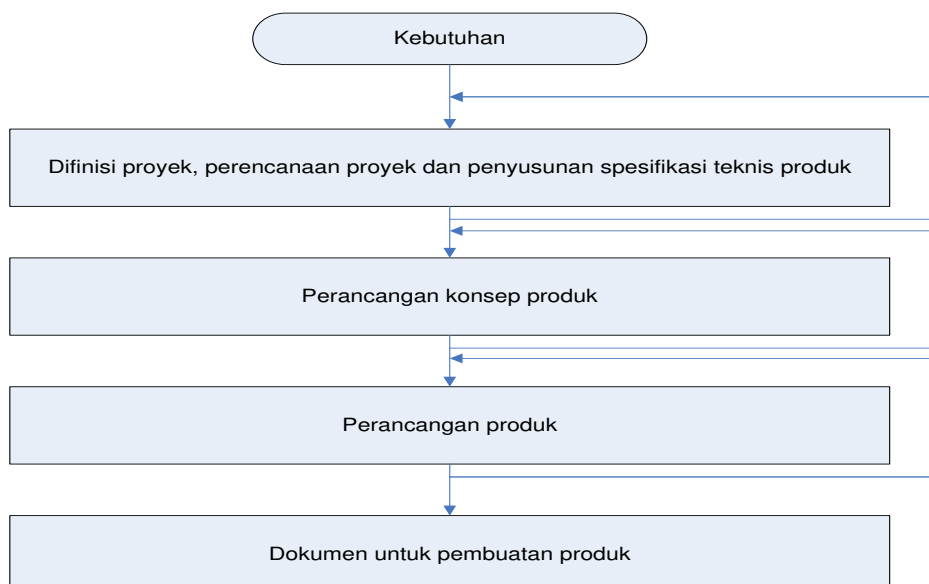 Kebutuhan
Difinisi proyek, perencanaan proyek dan penyusunan spesifikasi teknis produk
Perancangan konsep produk
Perancangan produk
Dokumen untuk pembuatan produk